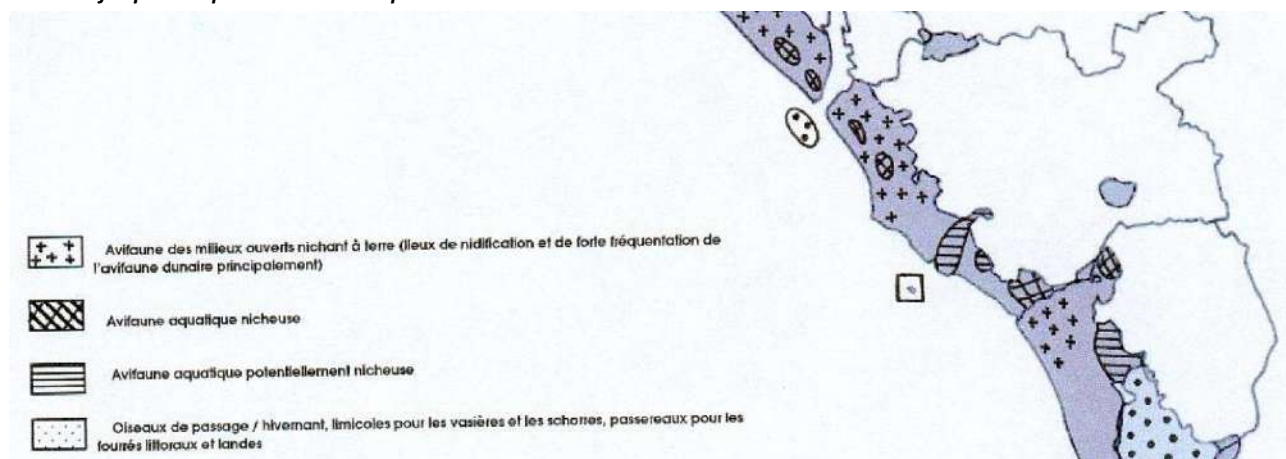 Avifaune des milieux ouverts nichant à terre (lieux de nidification et de forte fréquentation de
l'avifaune dunaire principalement)
Avifaune aquatique nicheuse
Avifaune aquatique potentiellement nicheuse
Oiseaux de passage / hivernant, limicoles pour les vasières et les schorres, passereaux pour les
fourrés littoraux et landes